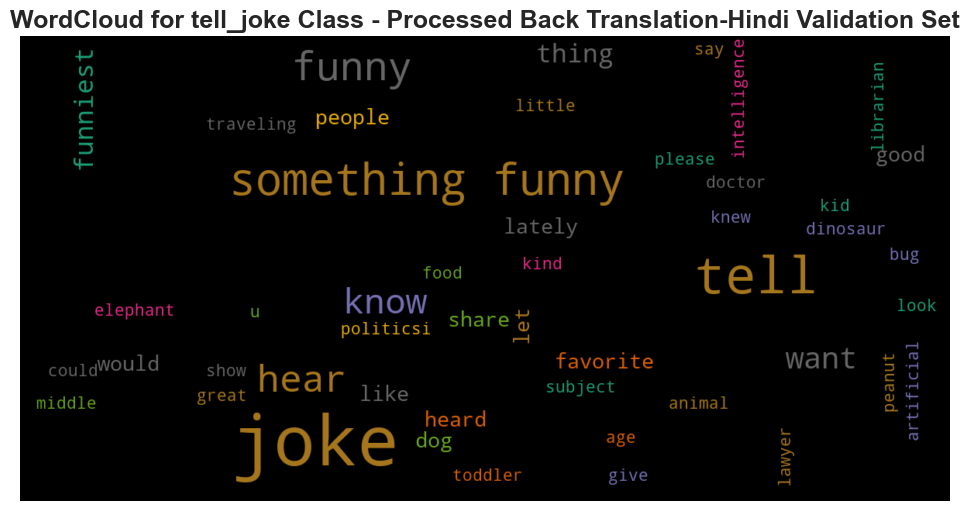 WordCloud for tell_joke Class - Processed Back Translation-Hindi Validation Set
funniest
funny
thing
say
intelligence
librarian
traveling
people
little
please
good
something funny
doctor
kid
knew
dinosaur
lately
bug
food
kind
tell
elephant
u
know
politicsi
share
let
look
could
would
show
hear
like
favorite
want
peanut
artificial
middle
great
subject
animal
joke
heard
dog
age
lawyer
toddler
give